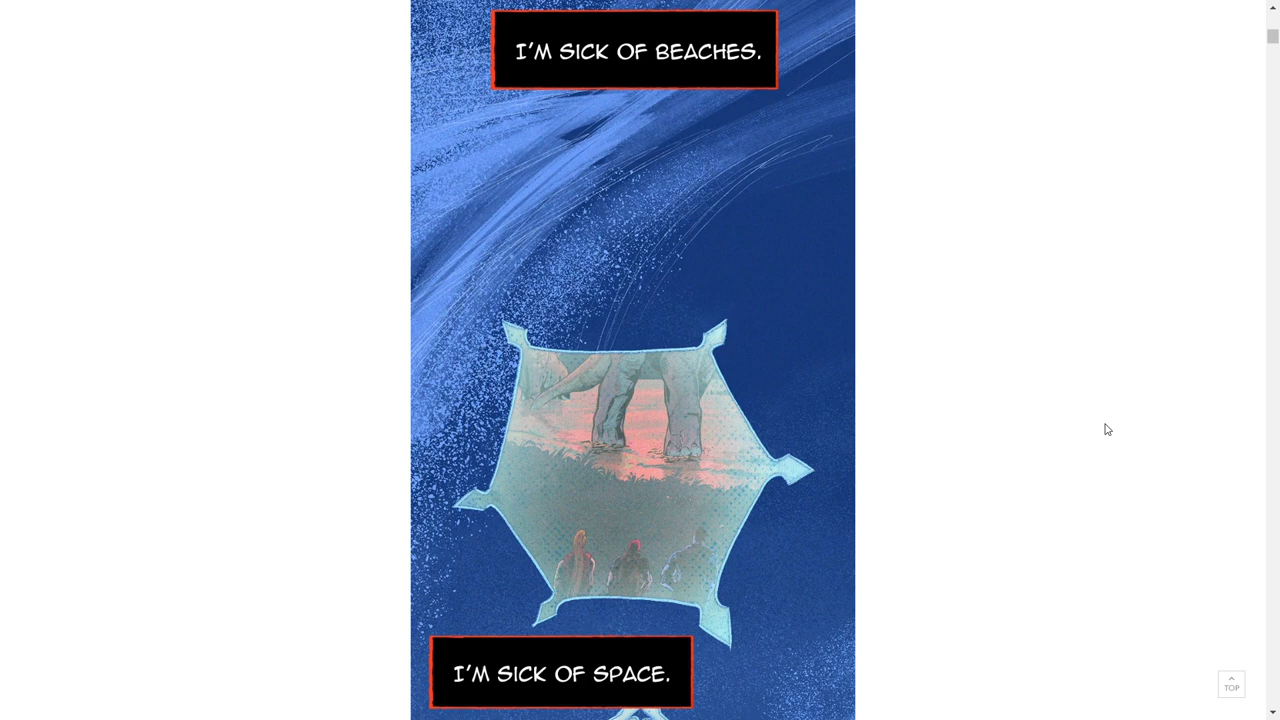 I'M SICK OF BEACHES.
I'M SICK OF SPACE.
TOP